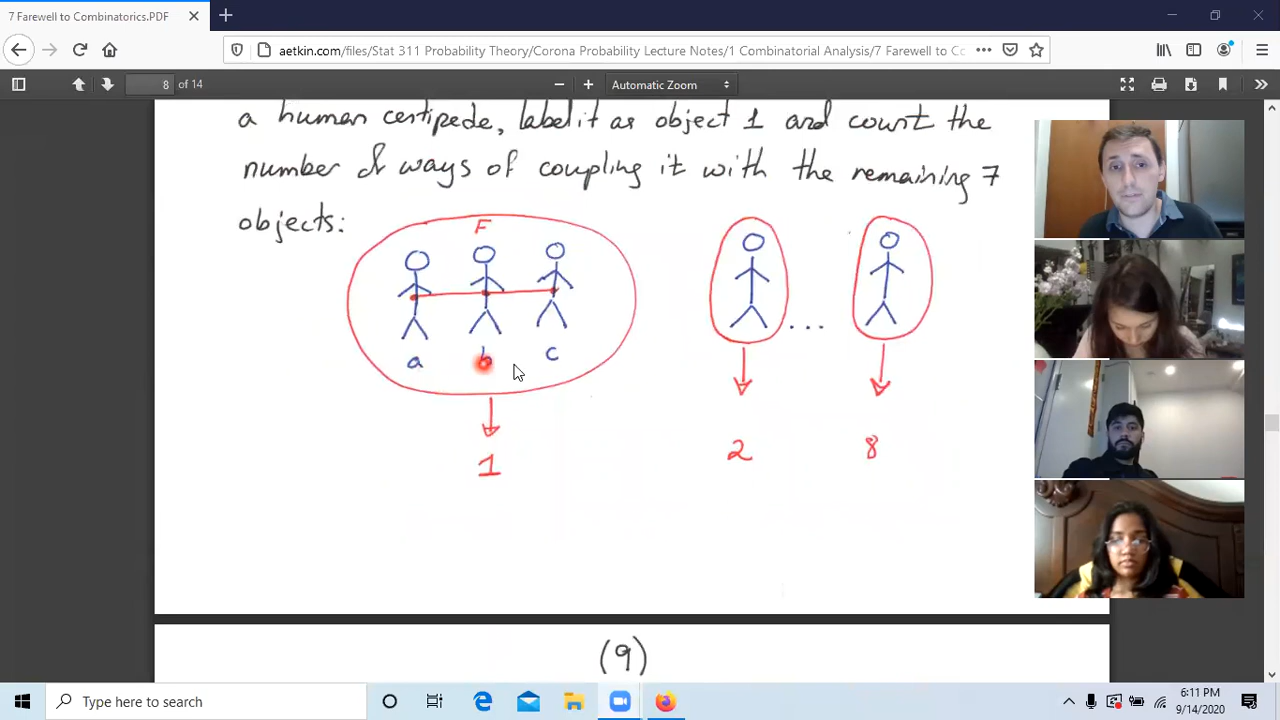 7 Farewell to Combinatorics.PDF
aetkin.com/files/Stat 311 Probability Theory/Corona Probability Lecture Notes/1 Combinatorial Analysis/7 Farewell to Co
8 of 14
Automatic Zoom
a human centipede, label it as object 1 and count the
number of ways of coupling it with the remaining 7
objects:
F
a b c
...
1 2 8
(9)
Type here to search
6:11 PM
9/14/2020